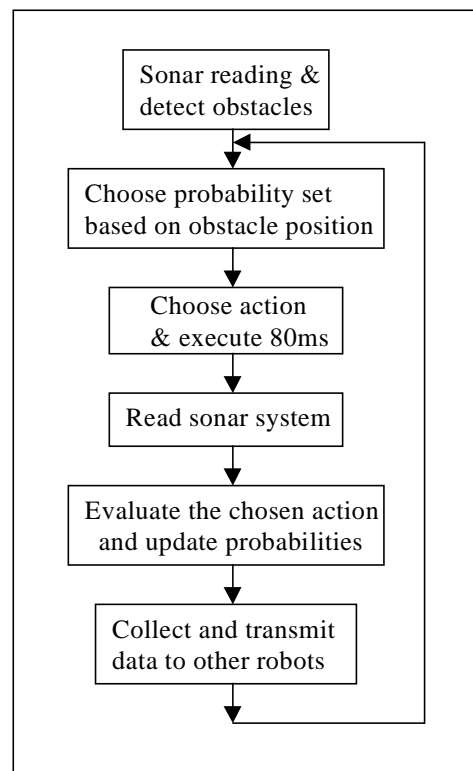 Sonar reading &
detect obstacles
Choose probability set
based on obstacle position
Choose action
& execute 80ms
Read sonar system
Evaluate the chosen action
and update probabilities
Collect and transmit
data to other robots